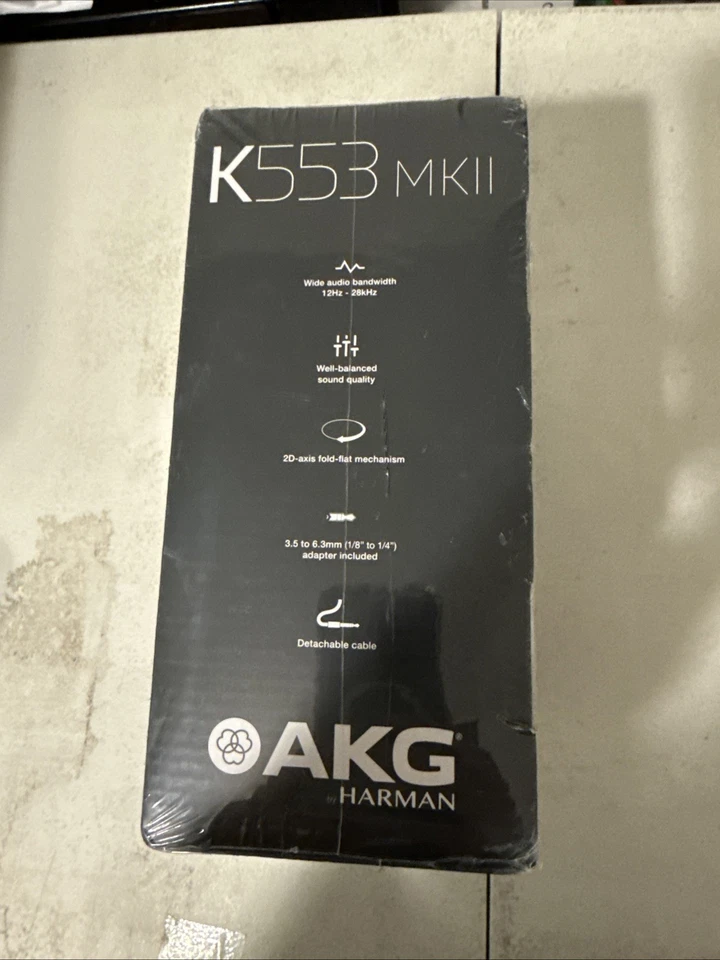 K553 MKII
Wide audio bandwidth
12Hz - 28kHz
Well-balanced
sound quality
2D-axis fold-flat mechanism
3.5 to 6.3mm (1/8" to 1/4")
adapter included
Detachable cable
AKG
by HARMAN